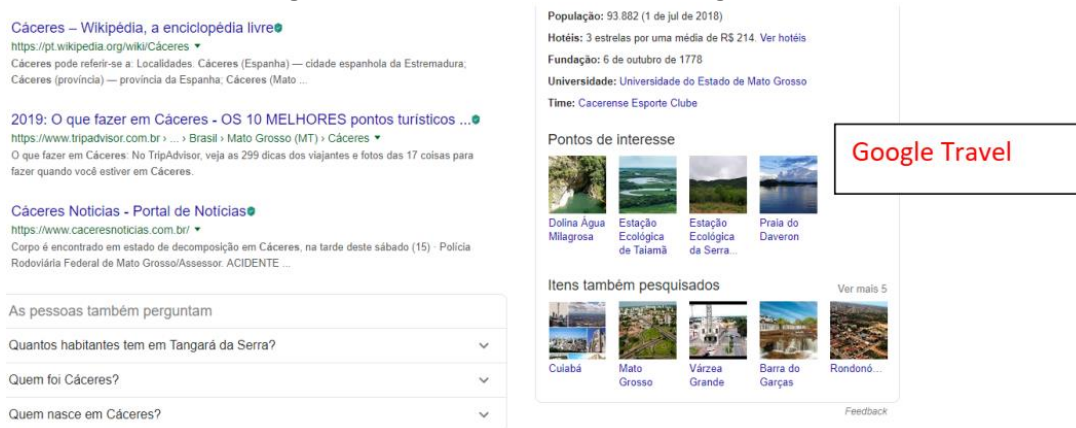 Cáceres – Wikipédia, a enciclopédia livre
https://pt.wikipedia.org/wiki/Cáceres
Cáceres pode referir-se a: Localidades. Cáceres (Espanha) — cidade espanhola da Estremadura;
Cáceres (província) — província da Espanha; Cáceres (Mato ...
2019: O que fazer em Cáceres - OS 10 MELHORES pontos turísticos ...
https://www.tripadvisor.com.br › ... › Brasil › Mato Grosso (MT) › Cáceres
O que fazer em Cáceres: No TripAdvisor, veja as 299 dicas dos viajantes e fotos das 17 coisas para
fazer quando você estiver em Cáceres.
Cáceres Noticias - Portal de Notícias
https://www.caceresnoticias.com.br/
Corpo é encontrado em estado de decomposição em Cáceres, na tarde deste sábado (15) · Polícia
Rodoviária Federal de Mato Grosso/Assessor. ACIDENTE ...
As pessoas também perguntam
Quantos habitantes tem em Tangará da Serra?
Quem foi Cáceres?
Quem nasce em Cáceres?
População: 93.882 (1 de jul de 2018)
Hotéis: 3 estrelas por uma média de R$ 214. Ver hotéis
Fundação: 6 de outubro de 1778
Universidade: Universidade do Estado de Mato Grosso
Time: Cacerense Esporte Clube
Pontos de interesse
Dolina Água Milagrosa
Estação Ecológica de Taiamã
Estação Ecológica da Serra...
Praia do Daveron
Itens também pesquisados
Ver mais 5
Cuiabá
Mato Grosso
Várzea Grande
Barra do Garças
Rondonó...
Feedback
Google Travel